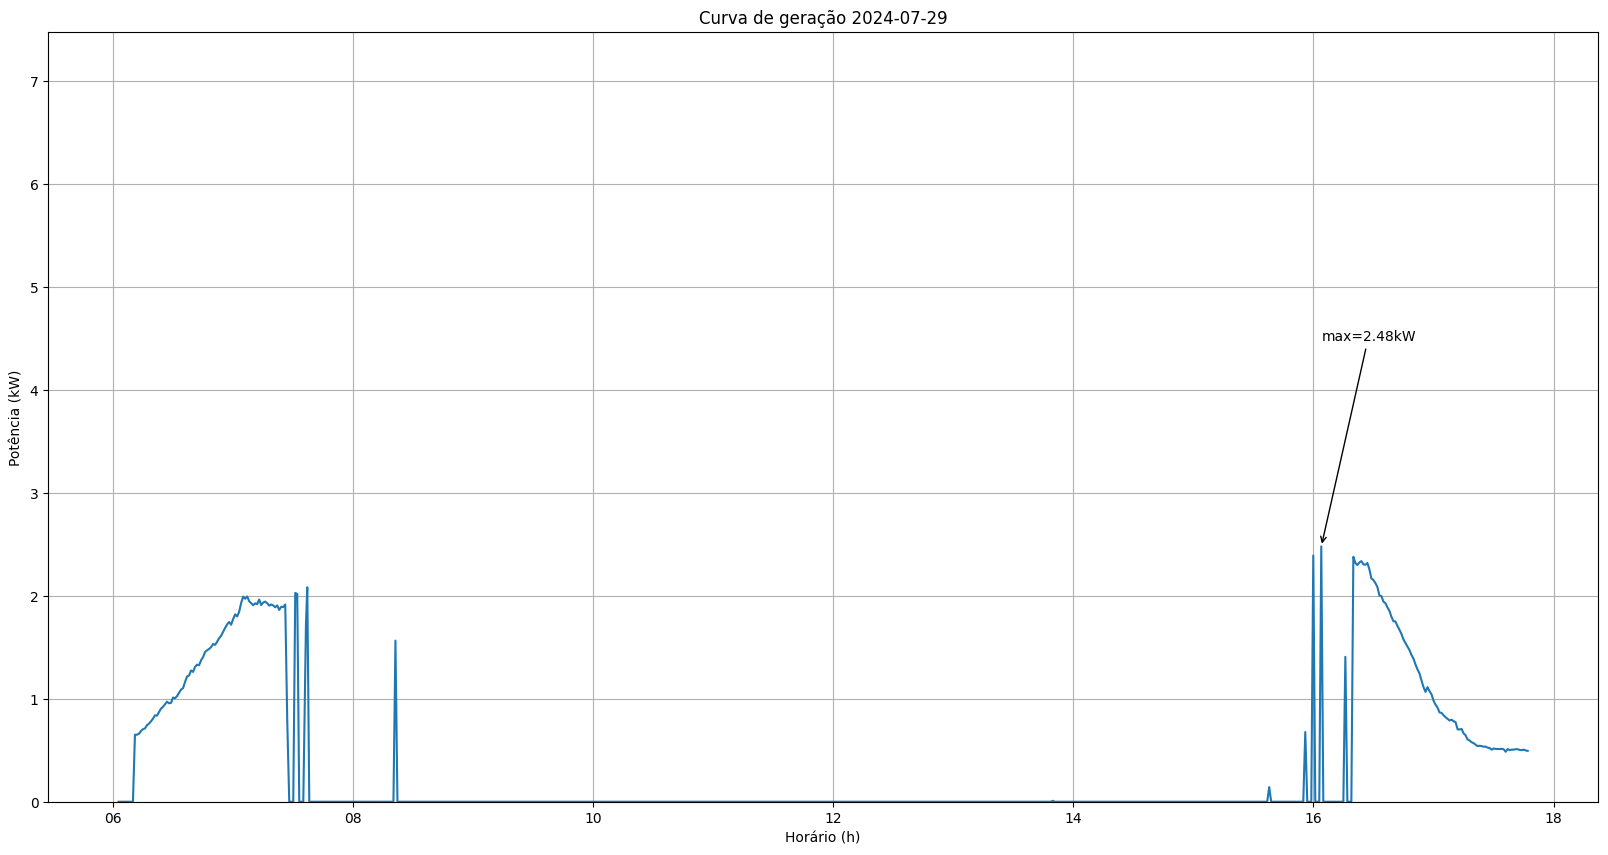 Curva de geração 2024-07-29
Potência (kW)
7
6
5
4
3
2
1
0
max=2.48kW
06 08 10 12 14 16 18
Horário (h)